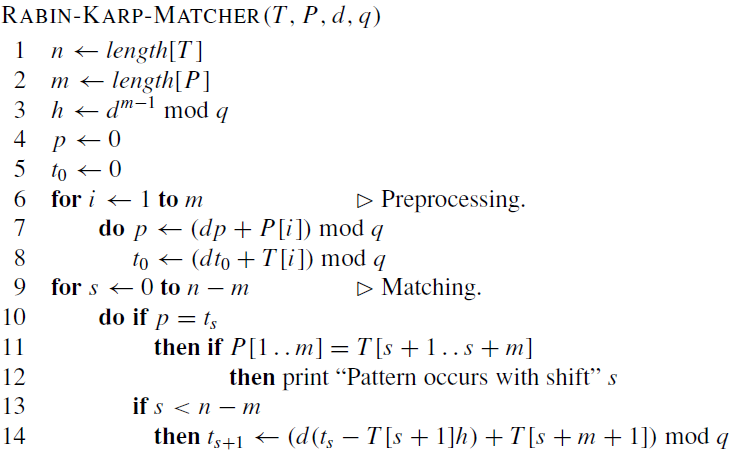 RABIN-KARP-MATCHER(T, P, d, q)
1 n ← length[T]
2 m ← length[P]
3 h ← d^{m−1} mod q
4 p ← 0
5 t₀ ← 0
6 for i ← 1 to m ▷ Preprocessing.
7 do p ← (dp + P[i]) mod q
8 t₀ ← (dt₀ + T[i]) mod q
9 for s ← 0 to n − m ▷ Matching.
10 do if p = tₛ
11 then if P[1 . . m] = T[s + 1 . . s + m]
12 then print “Pattern occurs with shift” s
13 if s < n − m
14 then tₛ₊₁ ← (d(tₛ − T[s + 1]h) + T[s + m + 1]) mod q